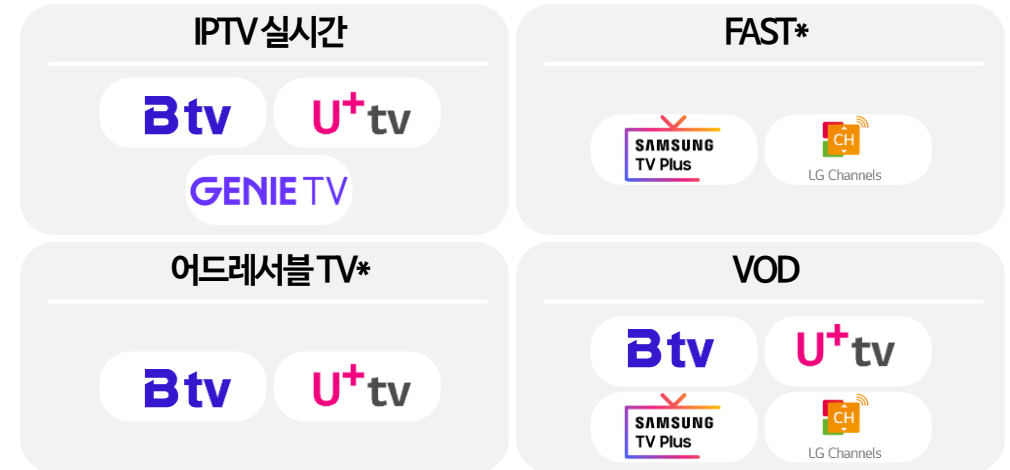 IPTV 실시간
B tv
U+ tv
GENIE TV
FAST*
SAMSUNG
TV Plus
CH
LG Channels
어드레서블 TV*
B tv
U+ tv
VOD
B tv
U+ tv
SAMSUNG
TV Plus
CH
LG Channels